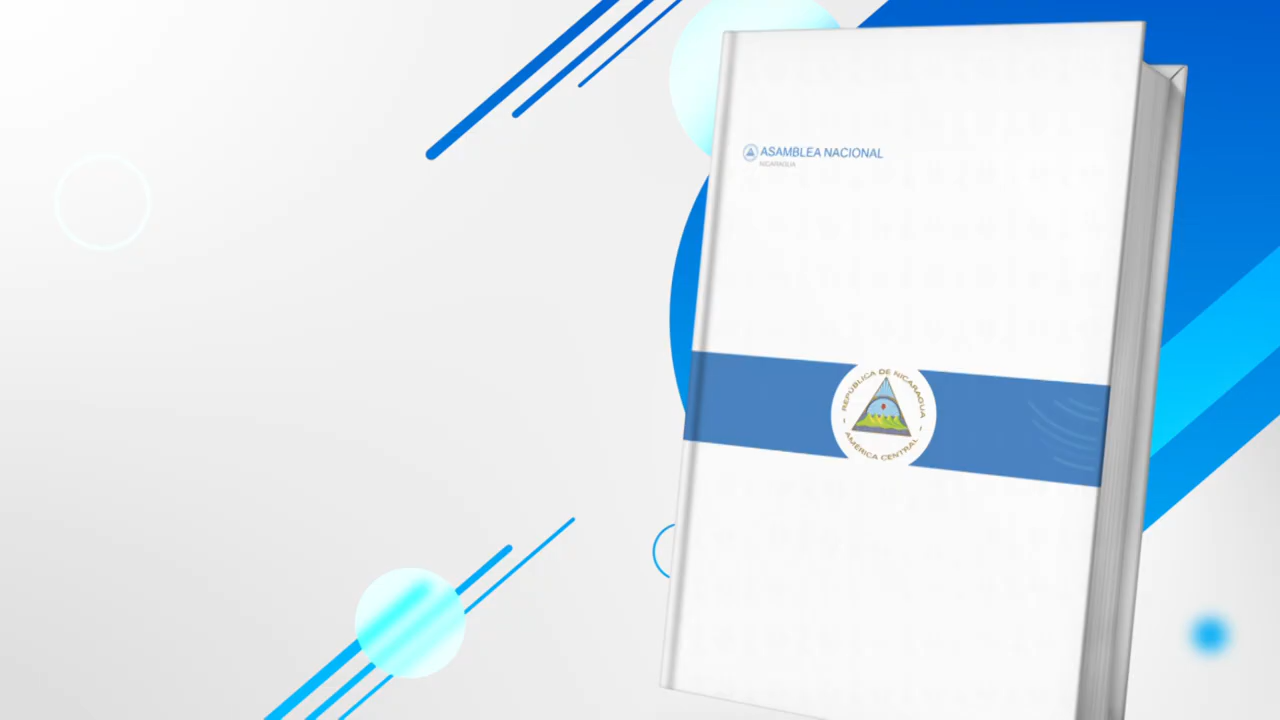 ASAMBLEA NACIONAL
NICARAGUA
REPÚBLICA DE NICARAGUA
- AMÉRICA CENTRAL -